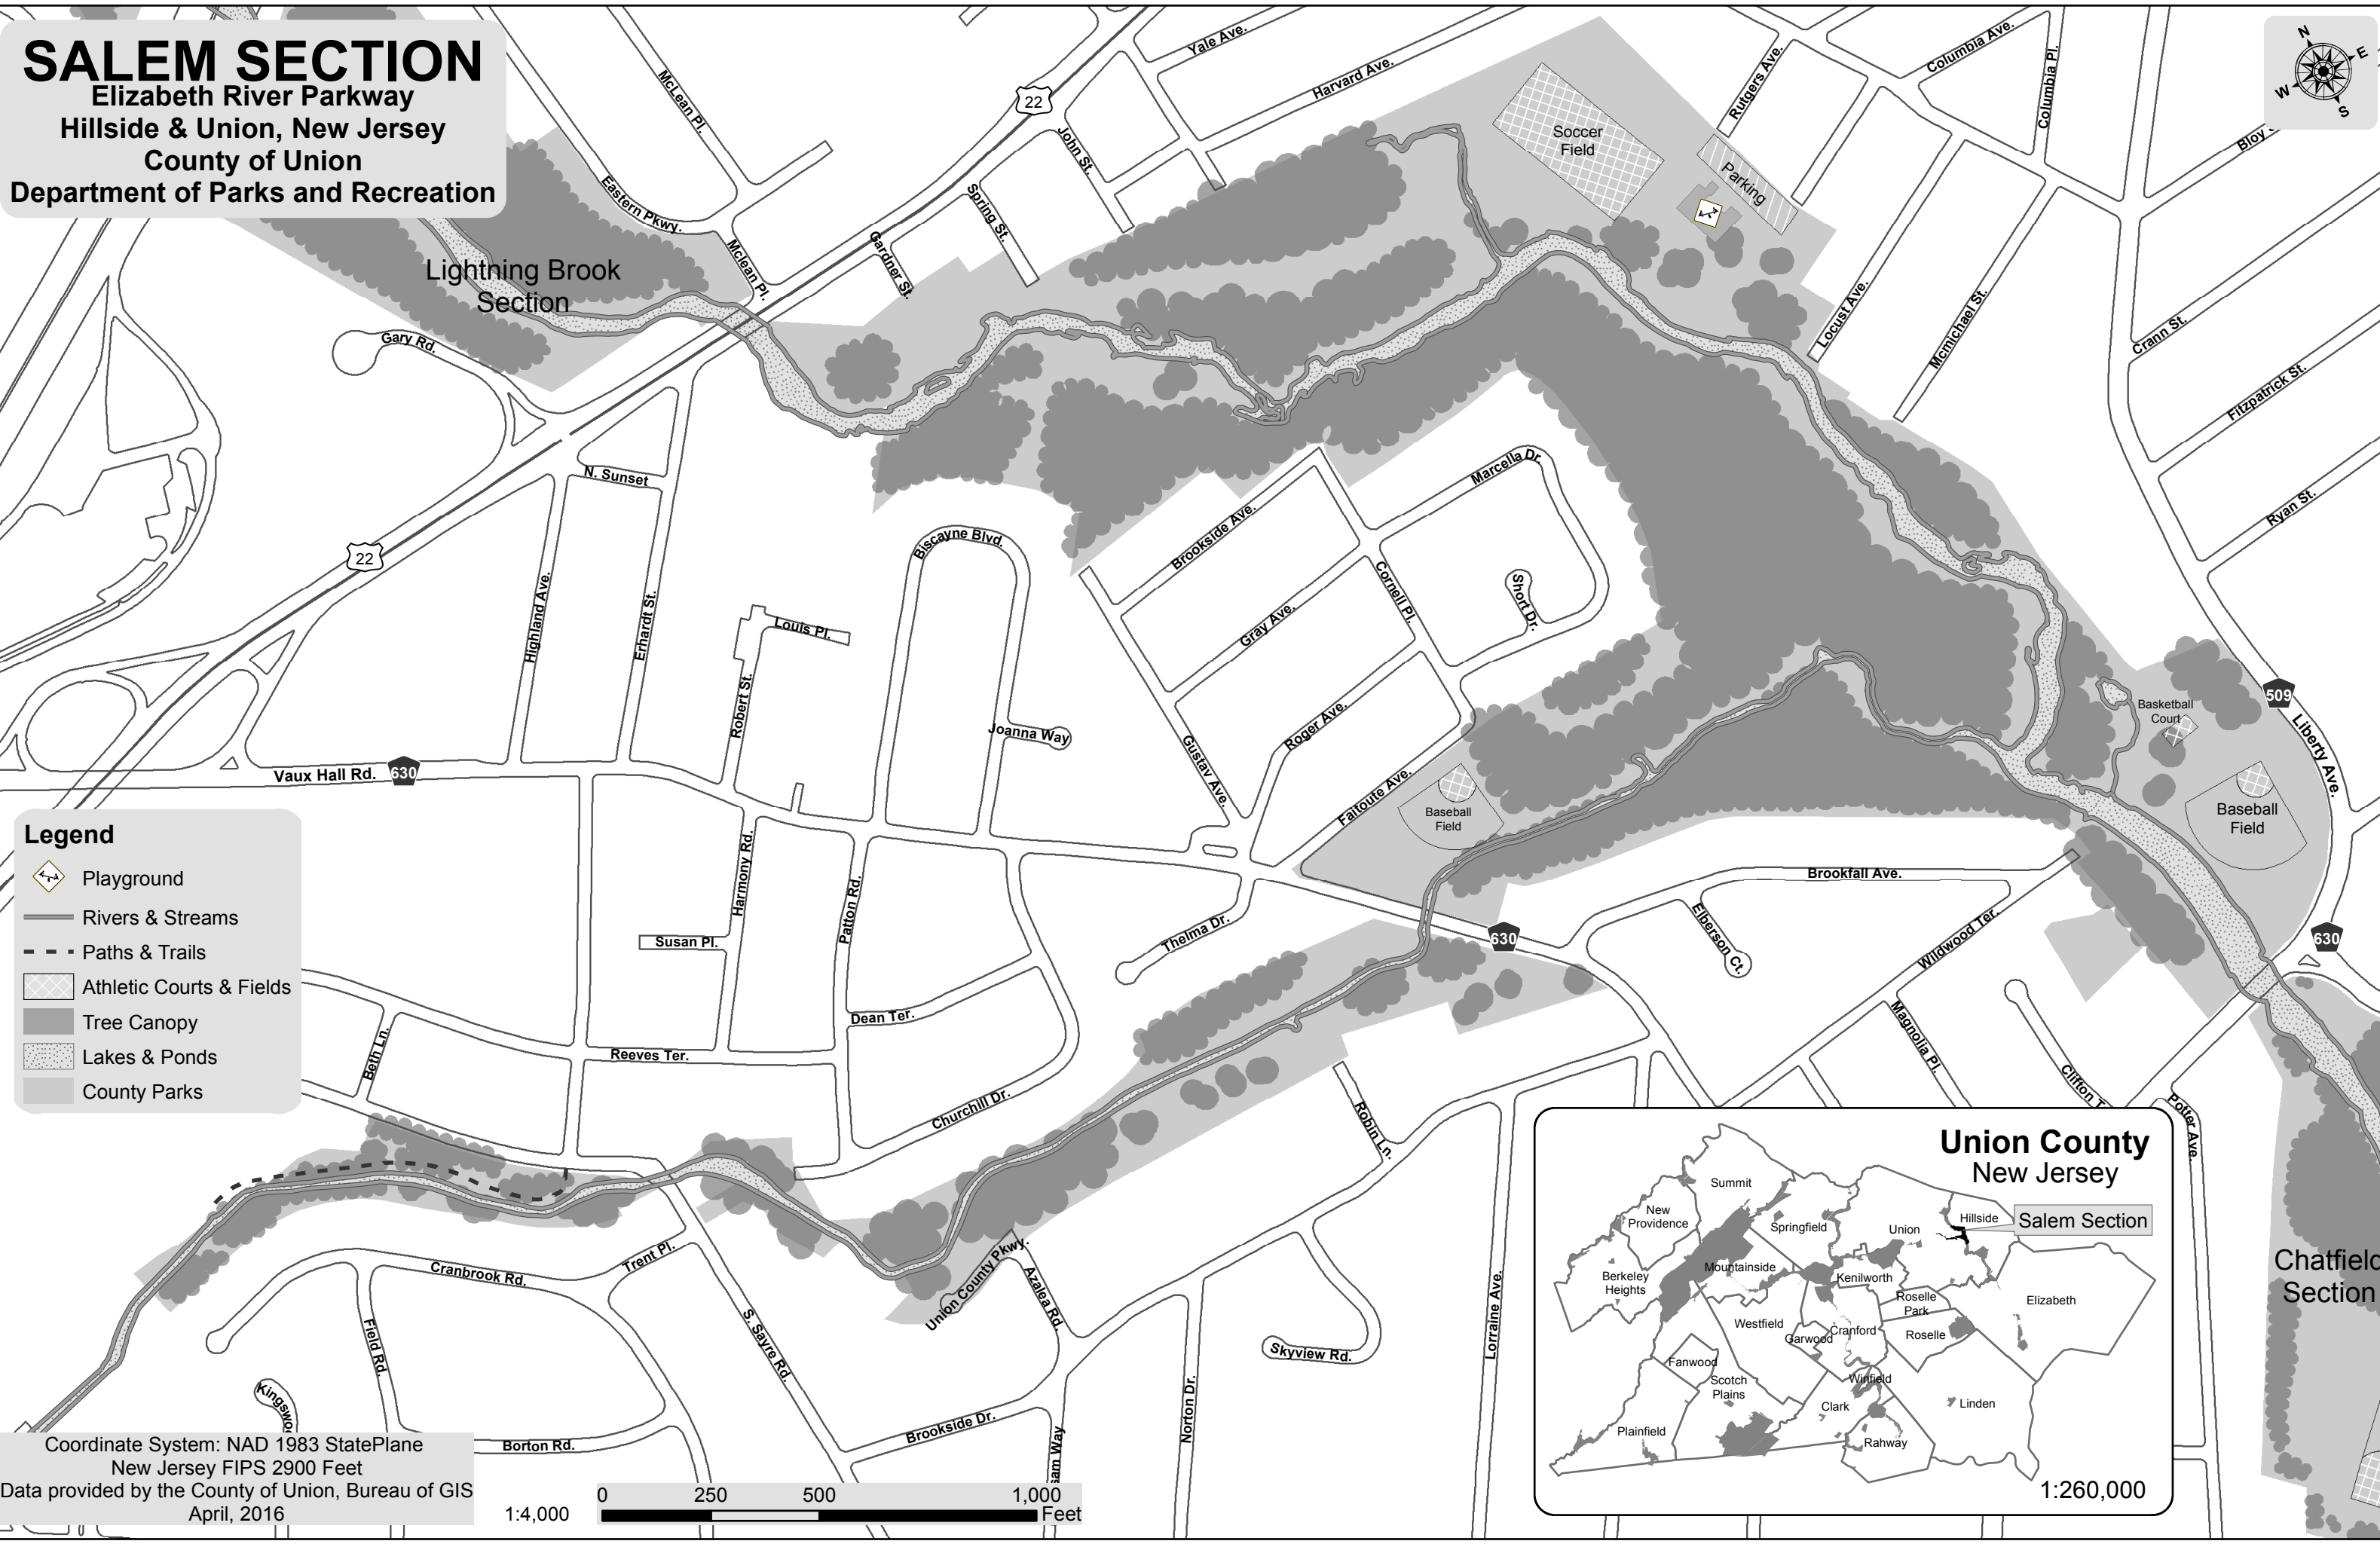 SALEM SECTION
Elizabeth River Parkway
Hillside & Union, New Jersey
County of Union
Department of Parks and Recreation
N
E
W
S
Lightning Brook
Section
McLean Pl.
Eastern Pkwy.
Mclean Pl.
22
Yale Ave.
Harvard Ave.
John St.
Spring St.
Gardner St.
Soccer
Field
Parking
Rutgers Ave.
Columbia Ave.
Columbia Pl.
Bloy
Locust Ave.
Mcmichael St.
Crann St.
Fitzpatrick St.
Ryan St.
Gary Rd.
N. Sunset
22
Highland Ave.
Erhardt St.
Louis Pl.
Robert St.
Biscayne Blvd.
Joanna Way
Brookside Ave.
Gray Ave.
Cornell Pl.
Marcella Dr.
Short Dr.
Roger Ave.
Gustav Ave.
Faitoute Ave.
Baseball
Field
Basketball
Court
509
Liberty Ave.
Baseball
Field
Vaux Hall Rd.
630
Harmony Rd.
Patton Rd.
Susan Pl.
Dean Ter.
Reeves Ter.
Churchill Dr.
Beth Ln.
Thelma Dr.
630
Brookfall Ave.
Elberson Ct.
Wildwood Ter.
630
Magnolia Pl.
Clifton T
Potter Ave.
Robin Ln.
Union County Pkwy.
Azalea Rd.
Cranbrook Rd.
Trent Pl.
Field Rd.
Kingswo
S. Sayre Rd.
Borton Rd.
Brookside Dr.
sam Way
Norton Dr.
Skyview Rd.
Lorraine Ave.
Chatfield
Section
Legend
Playground
Rivers & Streams
Paths & Trails
Athletic Courts & Fields
Tree Canopy
Lakes & Ponds
County Parks
Coordinate System: NAD 1983 StatePlane
New Jersey FIPS 2900 Feet
Data provided by the County of Union, Bureau of GIS
April, 2016
1:4,000
0 250 500 1,000
Feet
Union County
New Jersey
Summit
New
Providence
Springfield
Union
Hillside
Salem Section
Berkeley
Heights
Mountainside
Kenilworth
Roselle
Park
Elizabeth
Westfield
Garwood
Cranford
Roselle
Fanwood
Scotch
Plains
Winfield
Clark
Linden
Plainfield
Rahway
1:260,000